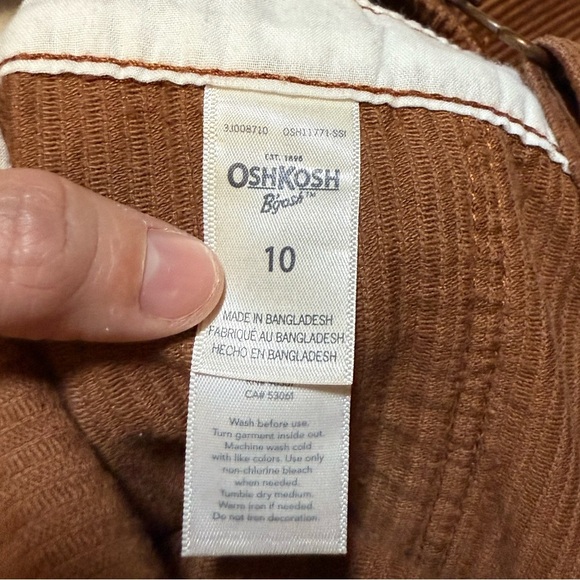 3J008710 OSH11771-SSI
EST. 1895
OSHKOSH
B'gosh™
10
MADE IN BANGLADESH
FABRIQUÉ AU BANGLADESH
HECHO EN BANGLADESH
CA# 53061
Wash before use.
Turn garment inside out.
Machine wash cold
with like colors. Use only
non-chlorine bleach
when needed.
Tumble dry medium.
Warm iron if needed.
Do not iron decoration.